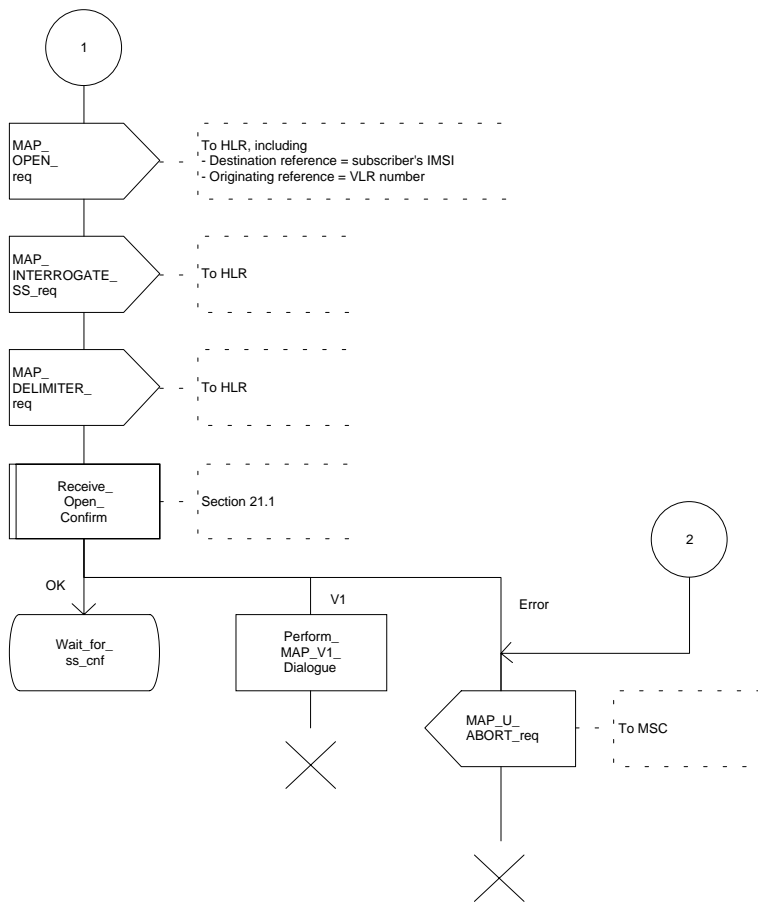 1
MAP_
OPEN_
req
To HLR, including
- Destination reference = subscriber's IMSI
- Originating reference = VLR number
MAP_
INTERROGATE_
SS_req
To HLR
MAP_
DELIMITER_
req
To HLR
Receive_
Open_
Confirm
Section 21.1
2
OK
V1
Error
Wait_for_
ss_cnf
Perform_
MAP_V1_
Dialogue
MAP_U_
ABORT_req
To MSC